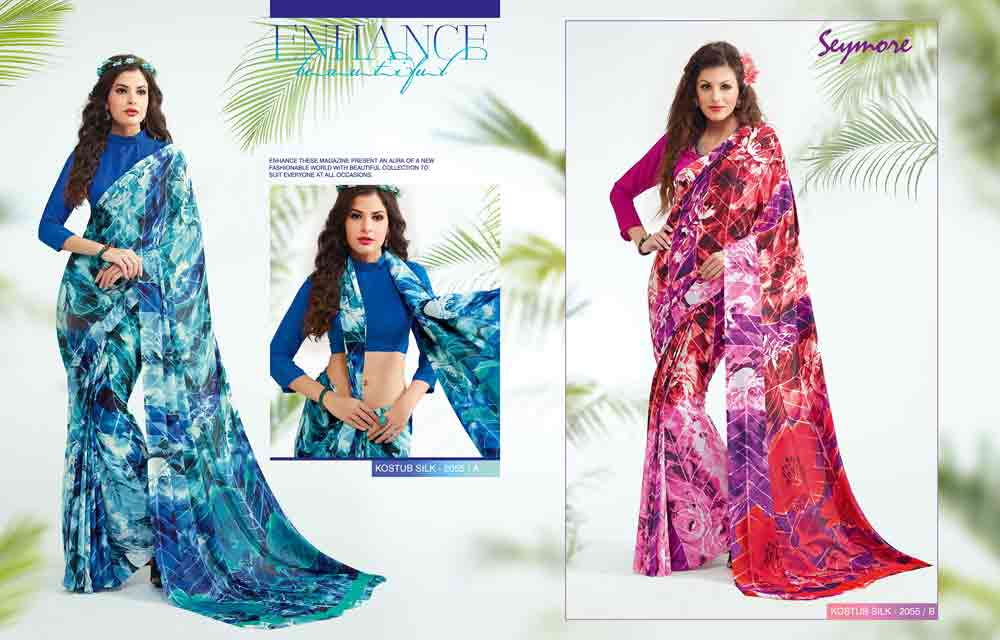 ENHANCE
beautiful
ENHANCE THESE MAGAZINE PRESENT AN AURA OF A NEW
FASHIONABLE WORLD WITH BEAUTIFUL COLLECTION TO
SUIT EVERYONE AT ALL OCCASIONS.
KOSTUB SILK - 2055 / A
Seymore
KOSTUB SILK - 2055 / B